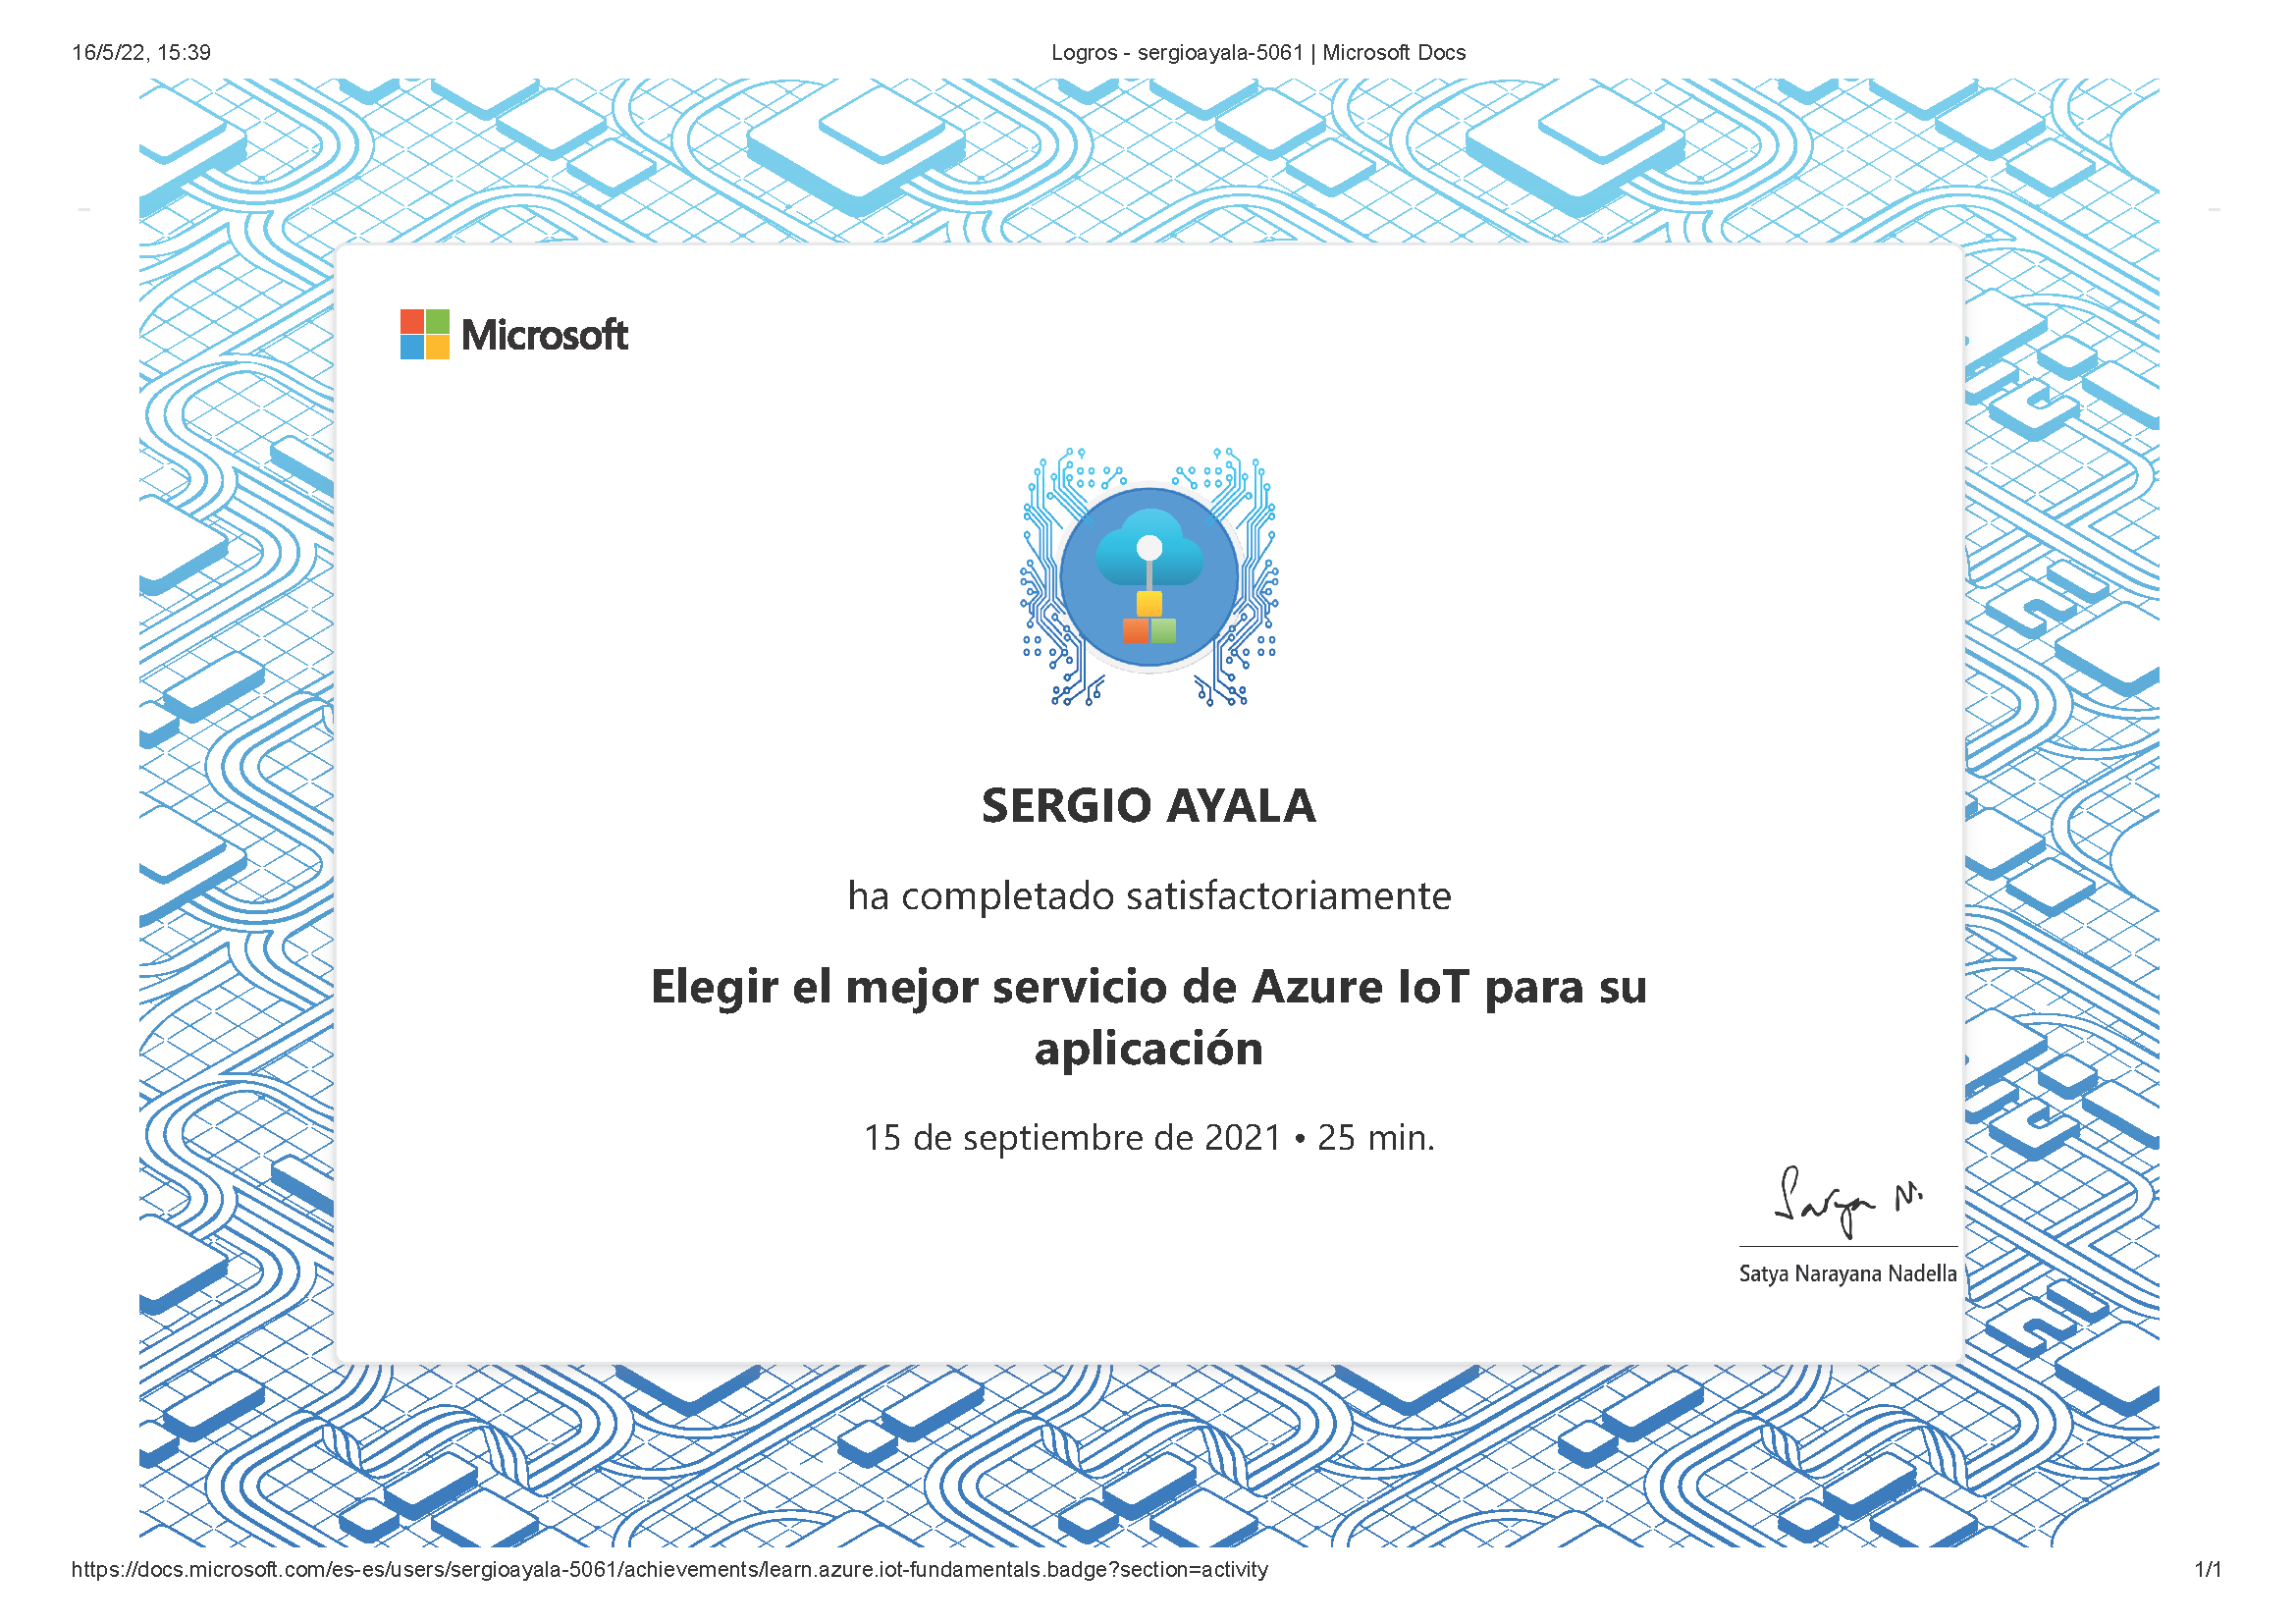 16/5/22, 15:39
Logros - sergioayala-5061 | Microsoft Docs
Microsoft
SERGIO AYALA
ha completado satisfactoriamente
Elegir el mejor servicio de Azure IoT para su
aplicación
15 de septiembre de 2021 • 25 min.
Satya N.
Satya Narayana Nadella
https://docs.microsoft.com/es-es/users/sergioayala-5061/achievements/learn.azure.iot-fundamentals.badge?section=activity
1/1